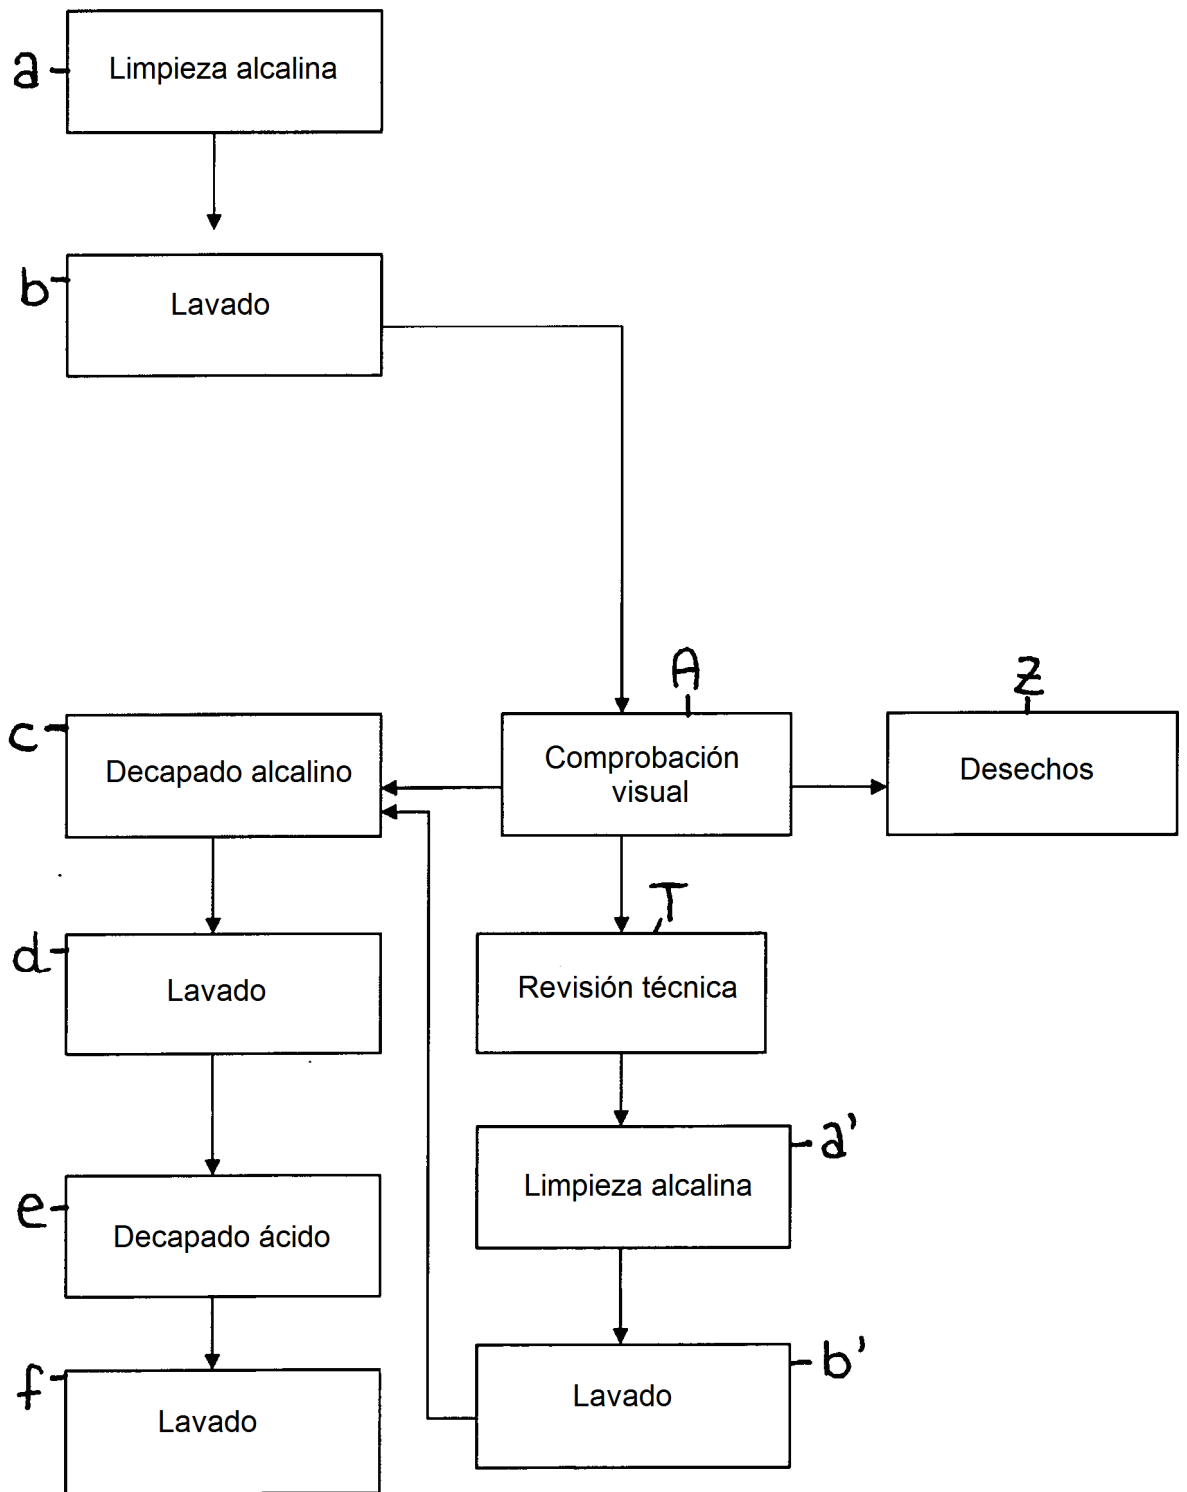 a
Limpieza alcalina
b
Lavado
A
Z
c
Decapado alcalino
Comprobación
visual
Desechos
T
d
Lavado
Revisión técnica
a'
Limpieza alcalina
e
Decapado ácido
b'
Lavado
f
Lavado